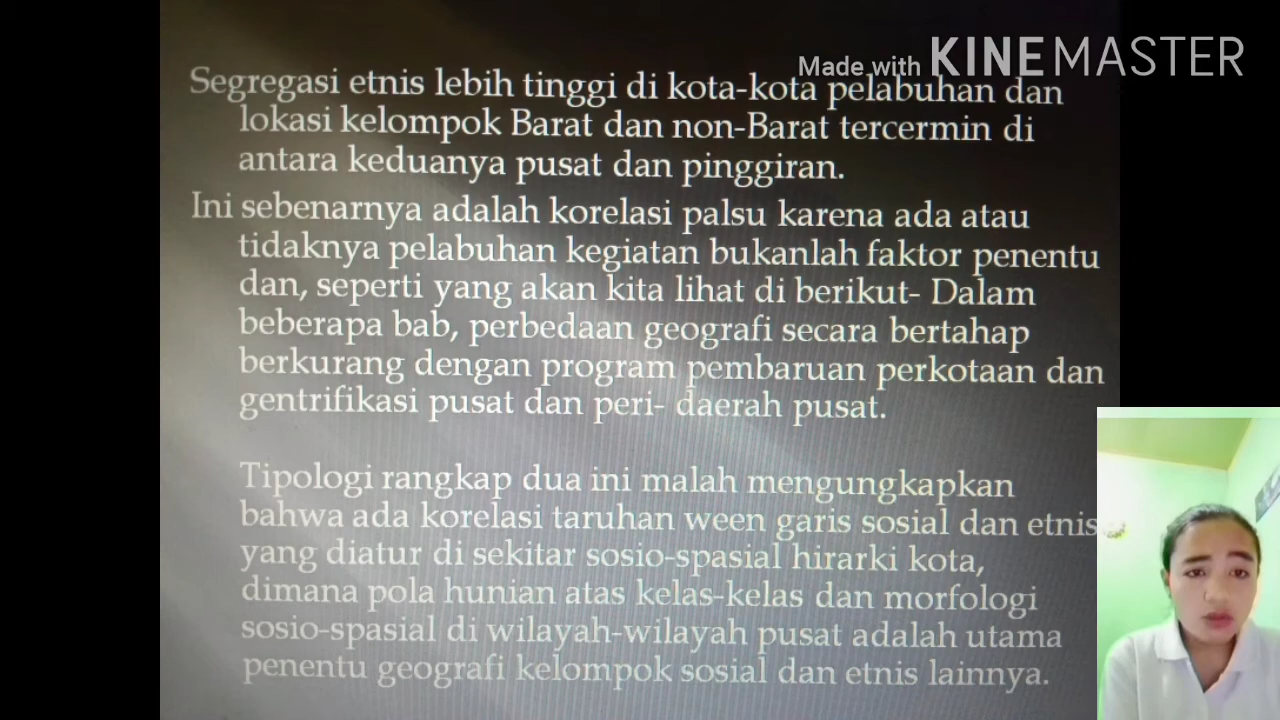 Made with KINEMASTER
Segregasi etnis lebih tinggi di kota-kota pelabuhan dan
lokasi kelompok Barat dan non-Barat tercermin di
antara keduanya pusat dan pinggiran.
Ini sebenarnya adalah korelasi palsu karena ada atau
tidaknya pelabuhan kegiatan bukanlah faktor penentu
dan, seperti yang akan kita lihat di berikut- Dalam
beberapa bab, perbedaan geografi secara bertahap
berkurang dengan program pembaruan perkotaan dan
gentrifikasi pusat dan peri- daerah pusat.
Tipologi rangkap dua ini malah mengungkapkan
bahwa ada korelasi taruhan ween garis sosial dan etnis
yang diatur di sekitar sosio-spasial hirarki kota,
dimana pola hunian atas kelas-kelas dan morfologi
sosio-spasial di wilayah-wilayah pusat adalah utama
penentu geografi kelompok sosial dan etnis lainnya.